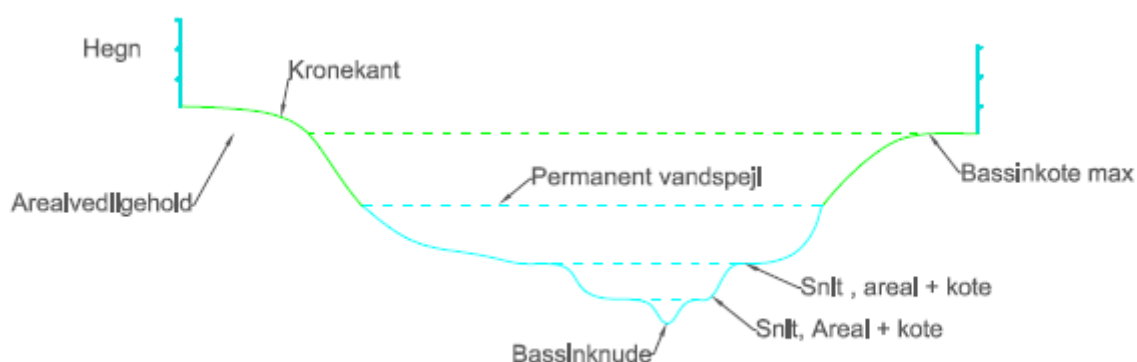 Hegn
Kronekant
Permanent vandspejl
Bassinkote max
Arealvedligehold
Snit , areal + kote
Snit, Areal + kote
Bassinknude